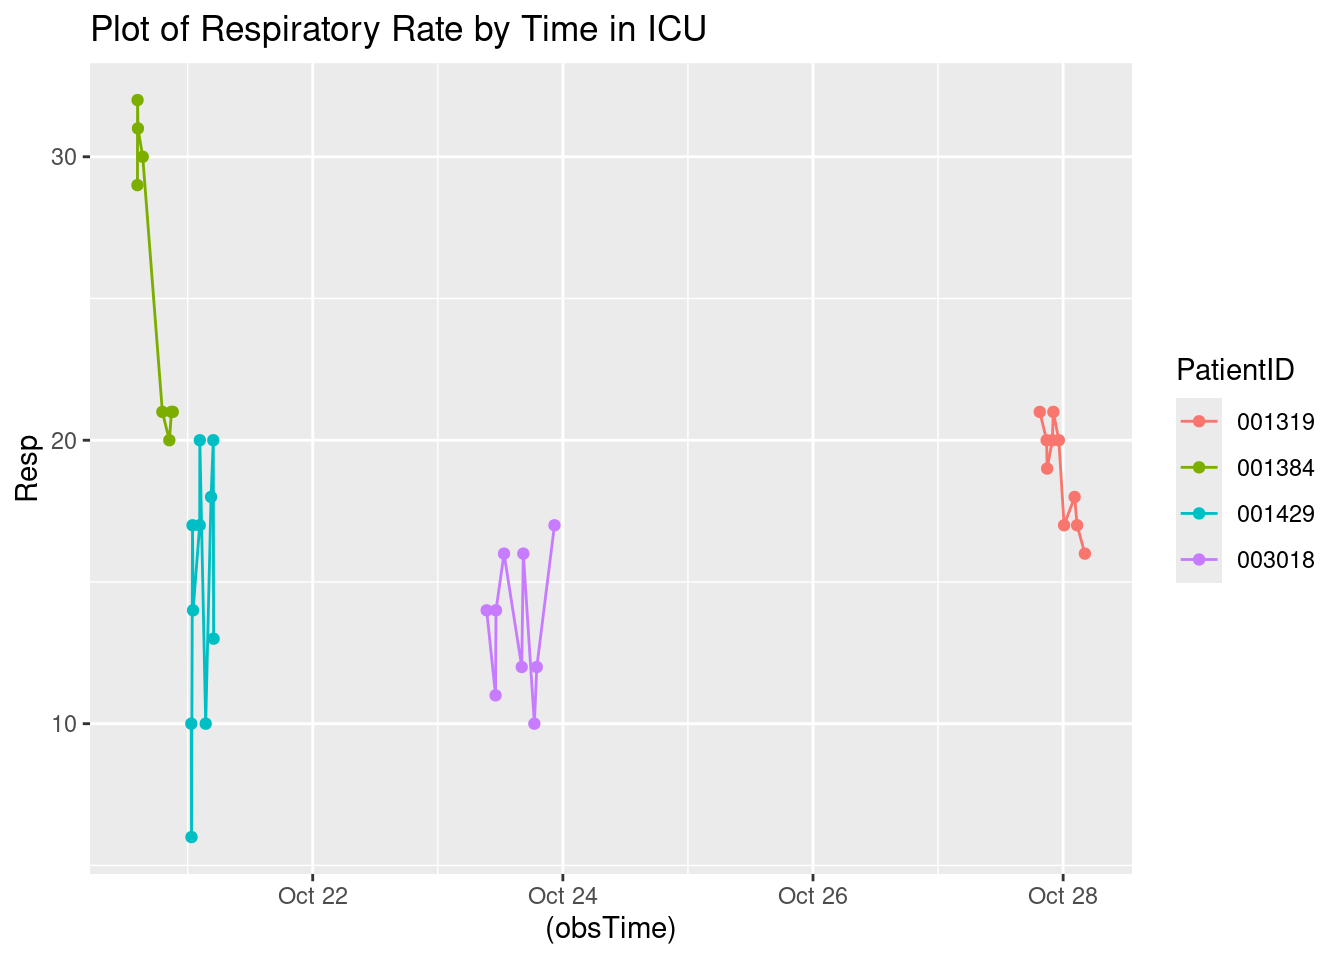 Plot of Respiratory Rate by Time in ICU
30
20
10
Resp
Oct 22
Oct 24
Oct 26
Oct 28
(obsTime)
PatientID
001319
001384
001429
003018